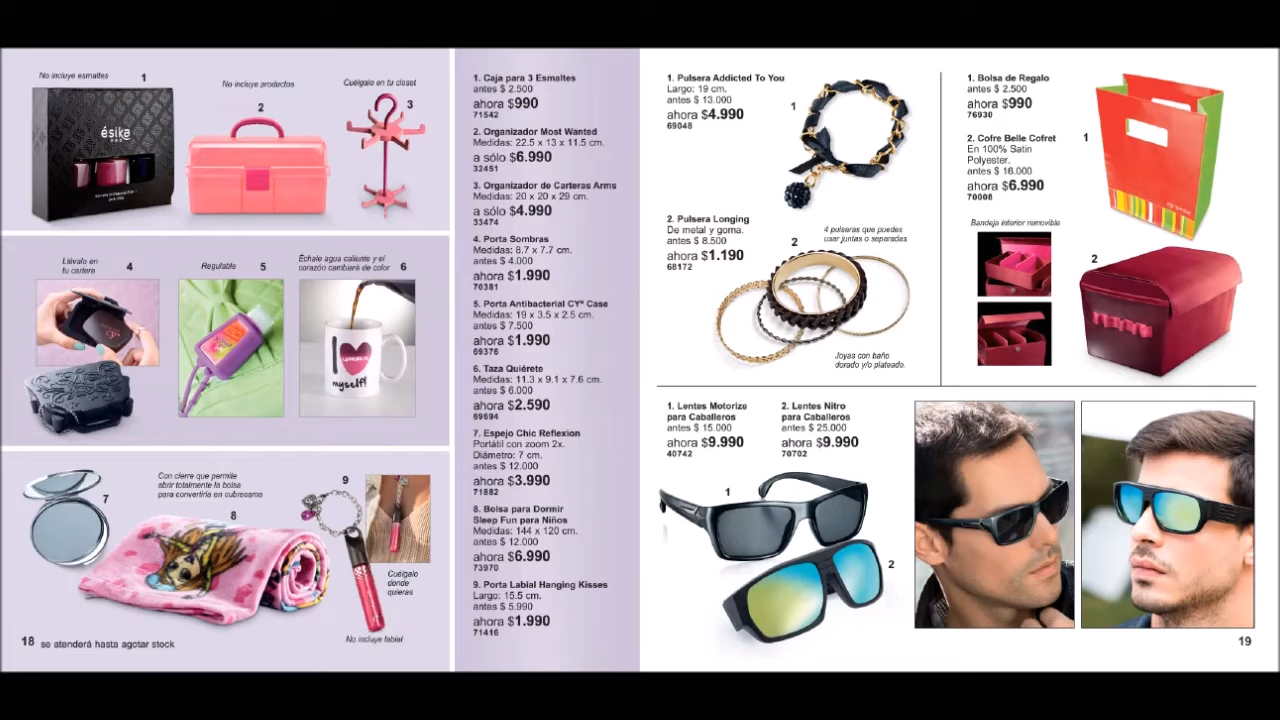 No incluye esmaltes
1
ésika
No incluye productos
2
Cuélgalo en tu closet
3
Llévalo en
tu cartera
4
Regulable
5
Échale agua caliente y el
corazón cambiará de color
6
I
myself!
7
Con cierre que permite
abrir totalmente la bolsa
para convertirla en cubrecama
8
9
Cuélgalo
donde
quieras
No incluye labial
18 se atenderá hasta agotar stock
1. Caja para 3 Esmaltes
antes $ 2.500
ahora $990
71542
2. Organizador Most Wanted
Medidas: 22.5 x 13 x 11.5 cm.
a sólo $6.990
32451
3. Organizador de Carteras Arms
Medidas: 20 x 20 x 29 cm.
a sólo $4.990
33474
4. Porta Sombras
Medidas: 8.7 x 7.7 cm.
antes $ 4.000
ahora $1.990
70381
5. Porta Antibacterial CY° Case
Medidas: 19 x 3.5 x 2.5 cm.
antes $ 7.500
ahora $1.990
69376
6. Taza Quiérete
Medidas: 11.3 x 9.1 x 7.6 cm.
antes $ 6.000
ahora $2.590
69694
7. Espejo Chic Reflexion
Portátil con zoom 2x.
Diámetro: 7 cm.
antes $ 12.000
ahora $3.990
71882
8. Bolsa para Dormir
Sleep Fun para Niños
Medidas: 144 x 120 cm.
antes $ 12.000
ahora $6.990
73970
9. Porta Labial Hanging Kisses
Largo: 15.5 cm.
antes $ 5.990
ahora $1.990
71416
1. Pulsera Addicted To You
Largo: 19 cm.
antes $ 13.000
ahora $4.990
69048
1
2. Pulsera Longing
De metal y goma.
antes $ 8.500
ahora $1.190
68172
2
4 pulseras que puedes
usar juntas o separadas
Joyas con baño
dorado y/o plateado.
1. Bolsa de Regalo
antes $ 2.500
ahora $990
76930
1
2. Cofre Belle Cofret
En 100% Satin
Polyester.
antes $ 16.000
ahora $6.990
70008
Bandeja interior removible
2
1. Lentes Motorize
para Caballeros
antes $ 15.000
ahora $9.990
40742
2. Lentes Nitro
para Caballeros
antes $ 25.000
ahora $9.990
70702
1
2
19